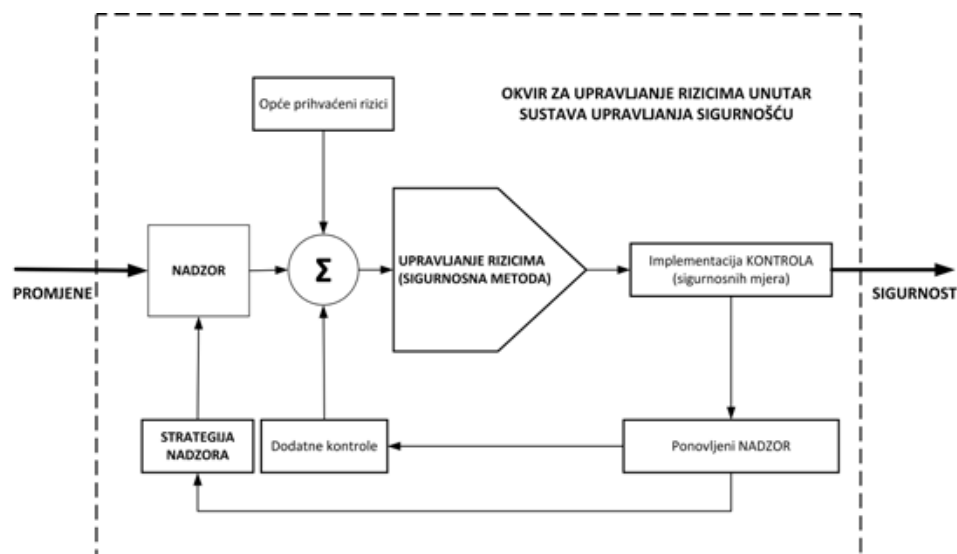 Opće prihvaćeni rizici
OKVIR ZA UPRAVLJANJE RIZICIMA UNUTAR
SUSTAVA UPRAVLJANJA SIGURNOŠĆU
PROMJENE
NADZOR
Σ
UPRAVLJANJE RIZICIMA
(SIGURNOSNA METODA)
Implementacija KONTROLA
(sigurnosnih mjera)
SIGURNOST
STRATEGIJA
NADZORA
Dodatne kontrole
Ponovljeni NADZOR